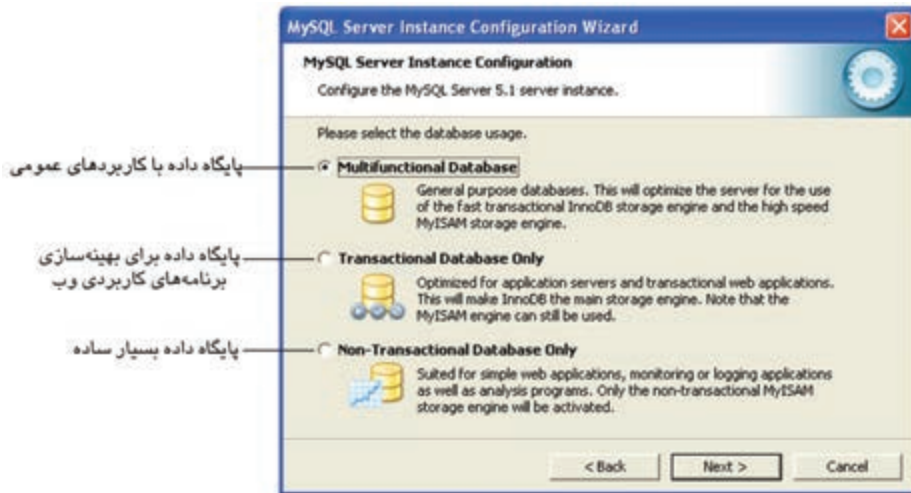 MySQL Server Instance Configuration Wizard
MySQL Server Instance Configuration
Configure the MySQL Server 5.1 server instance.
Please select the database usage.
پایگاه داده با کاربردهای عمومی
Multifunctional Database
General purpose databases. This will optimize the server for the use
of the fast transactional InnoDB storage engine and the high speed
MyISAM storage engine.
پایگاه داده برای بهینه‌سازی
برنامه‌های کاربردی وب
Transactional Database Only
Optimized for application servers and transactional web applications.
This will make InnoDB the main storage engine. Note that the
MyISAM engine can still be used.
پایگاه داده بسیار ساده
Non-Transactional Database Only
Suited for simple web applications, monitoring or logging applications
as well as analysis programs. Only the non-transactional MyISAM
storage engine will be activated.
< Back
Next >
Cancel